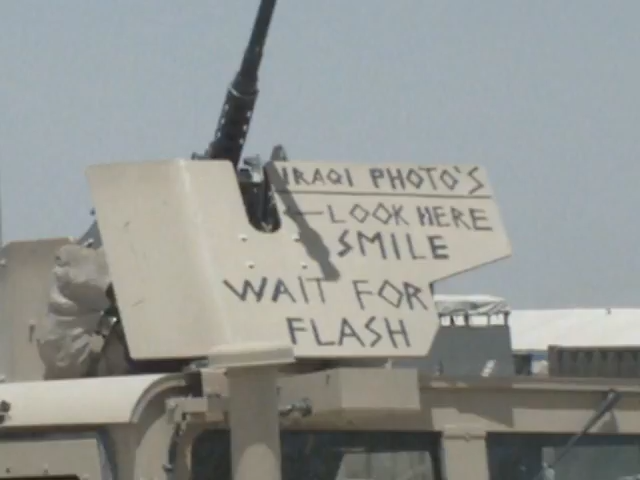 IRAQI PHOTO'S
-LOOK HERE
SMILE
WAIT FOR
FLASH